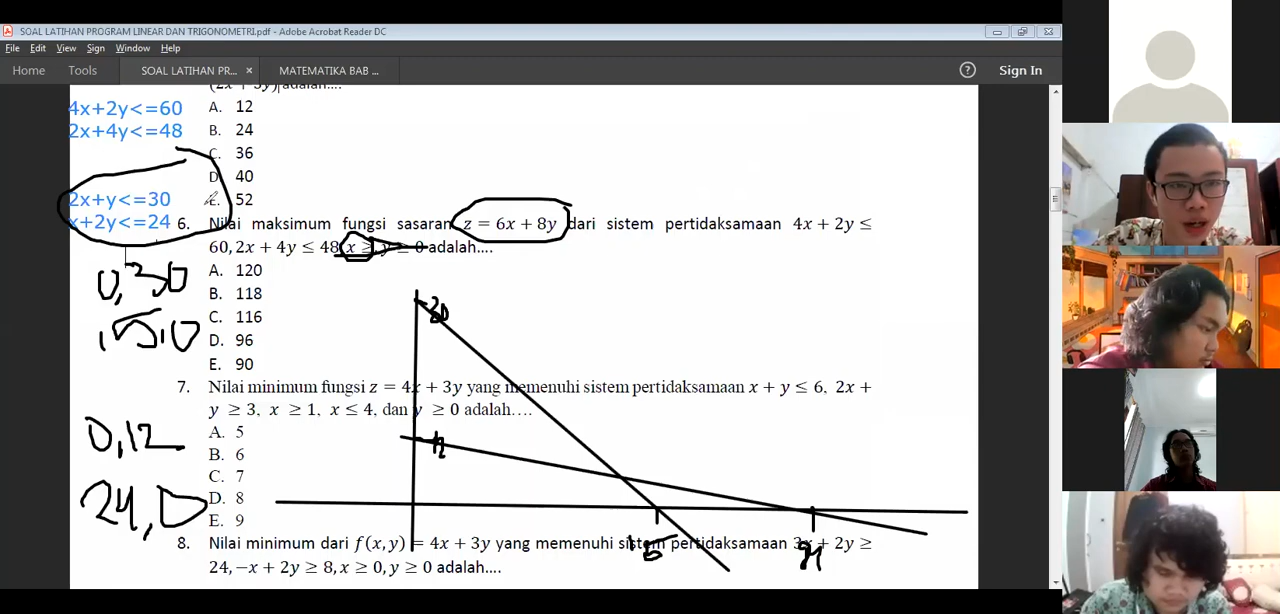 SOAL LATIHAN PROGRAM LINEAR DAN TRIGONOMETRI.pdf - Adobe Acrobat Reader DC
File Edit View Sign Window Help
Home Tools SOAL LATIHAN PR... × MATEMATIKA BAB ... ? Sign In
(2x + 3y) adalah....
4x+2y<=60
2x+4y<=48
2x+y<=30
x+2y<=24
0,30
15,0
0,12
24,0
A. 12
B. 24
C. 36
D. 40
E. 52
6. Nilai maksimum fungsi sasaran z = 6x + 8y dari sistem pertidaksamaan 4x + 2y ≤
60, 2x + 4y ≤ 48, x ≥ y ≥ 0 adalah....
A. 120
B. 118
C. 116
D. 96
E. 90
7. Nilai minimum fungsi z = 4x + 3y yang memenuhi sistem pertidaksamaan x + y ≤ 6, 2x +
y ≥ 3, x ≥ 1, x ≤ 4, dan y ≥ 0 adalah….
A. 5
B. 6
C. 7
D. 8
E. 9
8. Nilai minimum dari f(x, y) = 4x + 3y yang memenuhi sistem pertidaksamaan 3x + 2y ≥
24, −x + 2y ≥ 8, x ≥ 0, y ≥ 0 adalah....
30
12
15